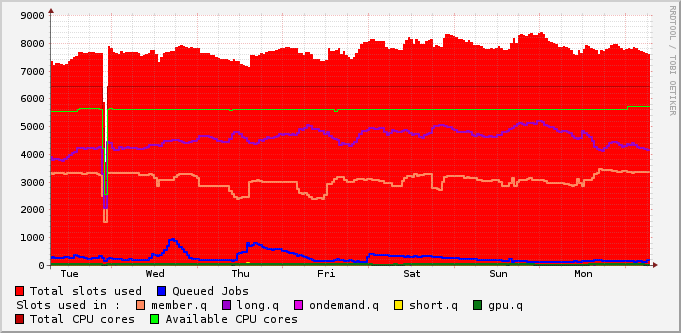 9000
8000
7000
6000
5000
4000
3000
2000
1000
0
Tue Wed Thu Fri Sat Sun Mon
RRDTOOL / TOBI OETIKER
Total slots used Queued Jobs
Slots used in : member.q long.q ondemand.q short.q gpu.q
Total CPU cores Available CPU cores